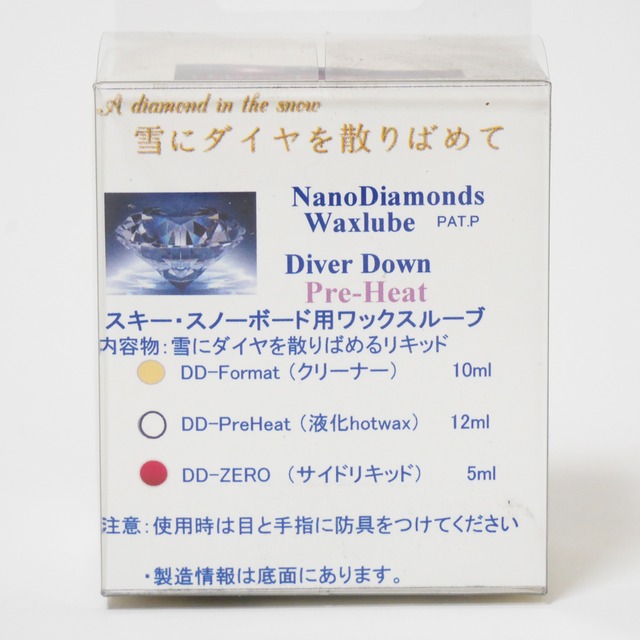 A diamond in the snow
雪にダイヤを散りばめて
NanoDiamonds
Waxlube PAT.P
Diver Down
Pre-Heat
スキー・スノーボード用ワックスルーブ
内容物：雪にダイヤを散りばめるリキッド
DD-Format（クリーナー） 10ml
DD-PreHeat（液化hotwax） 12ml
DD-ZERO （サイドリキッド） 5ml
注意：使用時は目と手指に防具をつけてください
・製造情報は底面にあります。